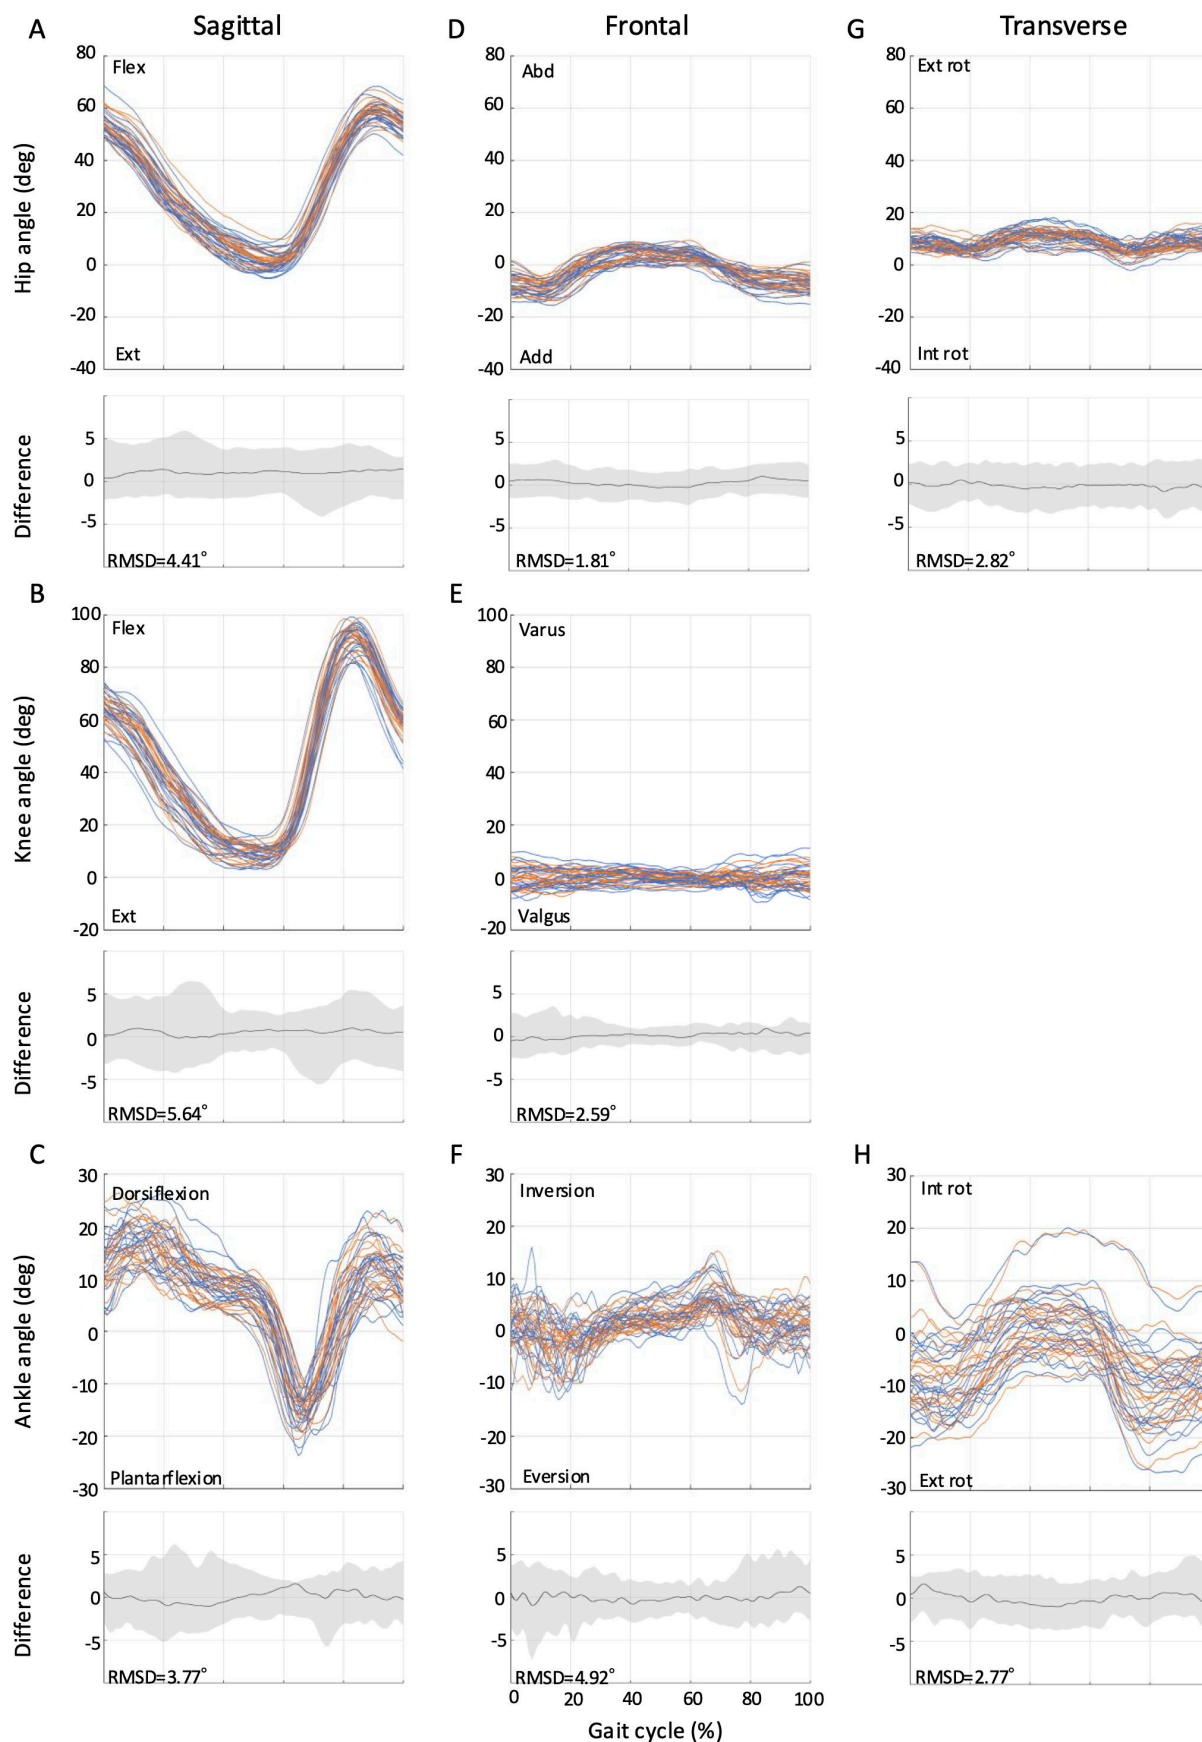 A Sagittal D Frontal G Transverse
Hip angle (deg)
80
60
40
20
0
-20
-40
Flex
Ext
80
60
40
20
0
-20
-40
Abd
Add
80
60
40
20
0
-20
-40
Ext rot
Int rot
Difference
5
0
-5
RMSD=4.41°
5
0
-5
RMSD=1.81°
5
0
-5
RMSD=2.82°
B
Knee angle (deg)
100
80
60
40
20
0
-20
Flex
Ext
E
100
80
60
40
20
0
-20
Varus
Valgus
Difference
5
0
-5
RMSD=5.64°
5
0
-5
RMSD=2.59°
C
Ankle angle (deg)
30
20
10
0
-10
-20
-30
Dorsiflexion
Plantarflexion
F
30
20
10
0
-10
-20
-30
Inversion
Eversion
H
30
20
10
0
-10
-20
-30
Int rot
Ext rot
Difference
5
0
-5
RMSD=3.77°
5
0
-5
RMSD=4.92°
5
0
-5
RMSD=2.77°
0 20 40 60 80 100
Gait cycle (%)